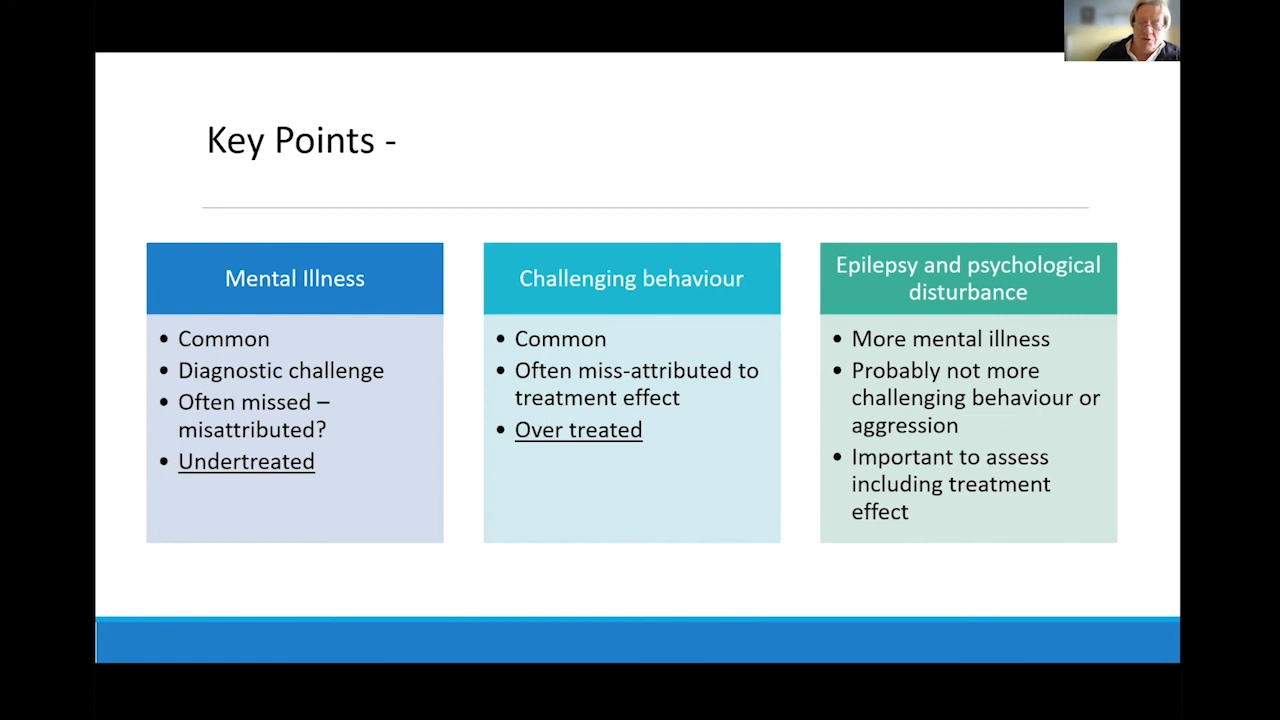 Key Points -
Mental Illness
• Common
• Diagnostic challenge
• Often missed –
misattributed?
• Undertreated
Challenging behaviour
• Common
• Often miss-attributed to
treatment effect
• Over treated
Epilepsy and psychological
disturbance
• More mental illness
• Probably not more
challenging behaviour or
aggression
• Important to assess
including treatment
effect